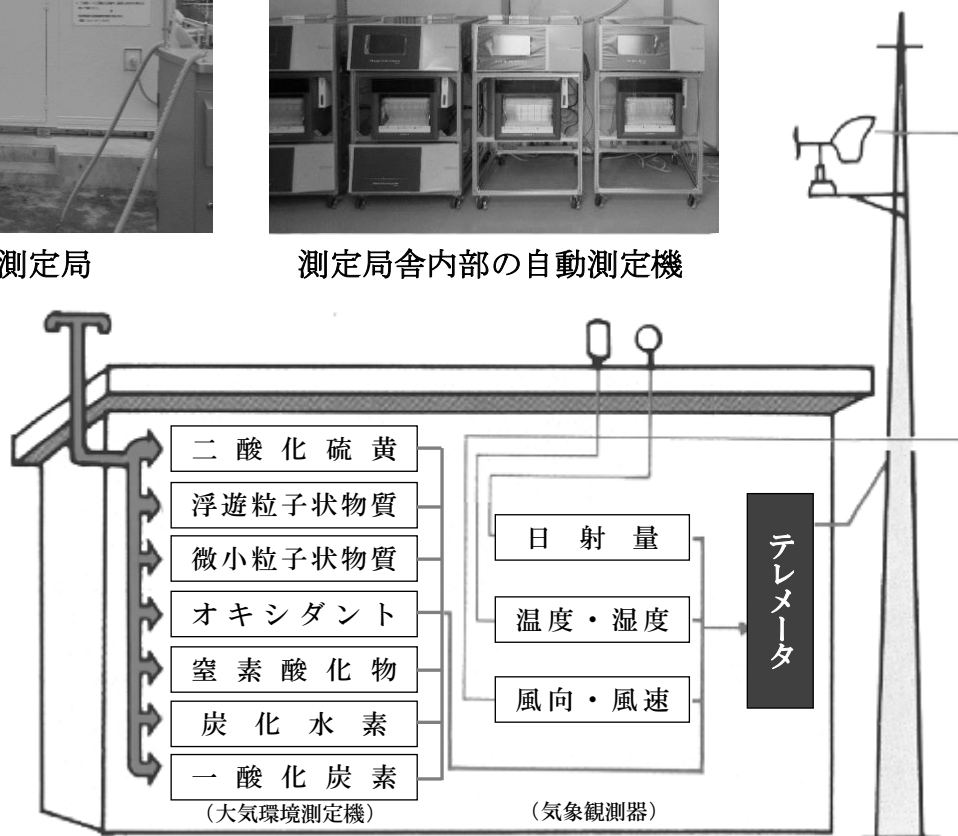 測定局
測定局舎内部の自動測定機
二酸化硫黄
浮遊粒子状物質
微小粒子状物質
オキシダント
窒素酸化物
炭化水素
一酸化炭素
(大気環境測定機)
日射量
温度・湿度
風向・風速
(気象観測器)
テレメータ